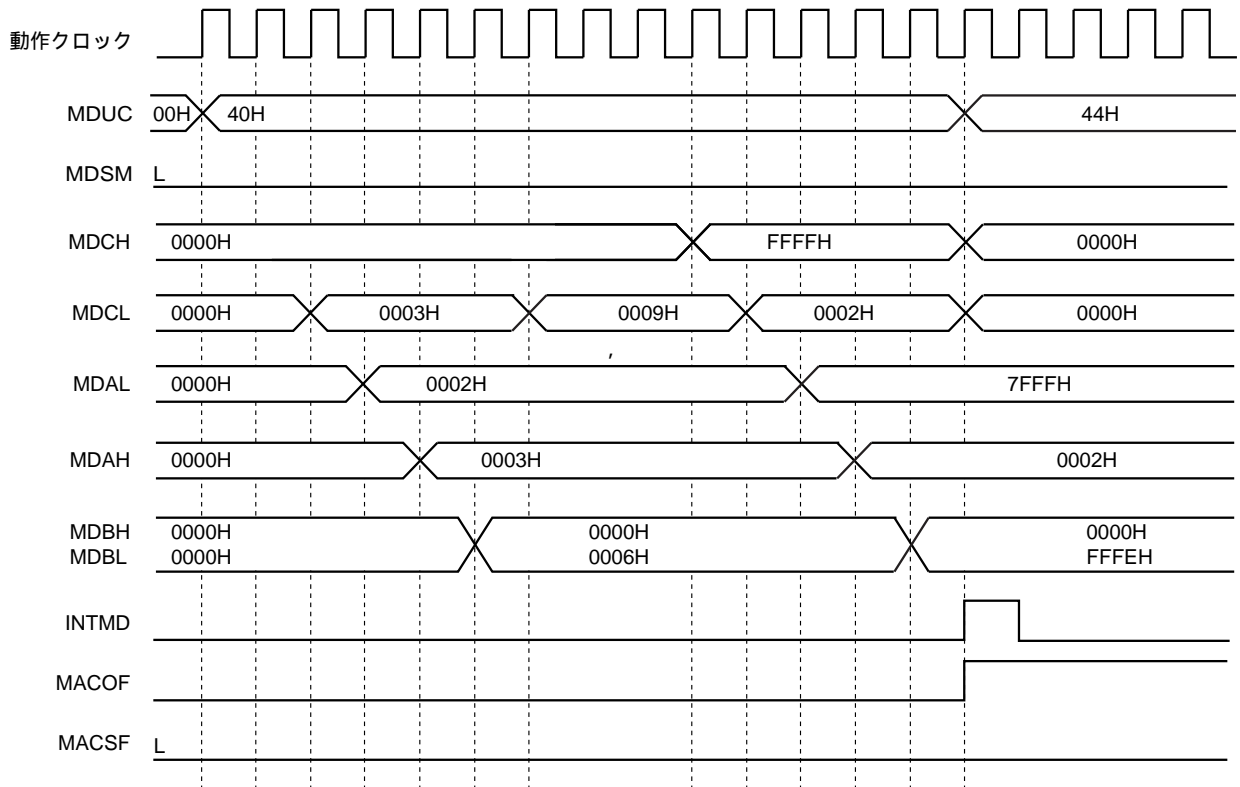 動作クロック
MDUC 00H 40H 44H
MDSM L
MDCH 0000H FFFFH 0000H
MDCL 0000H 0003H 0009H 0002H 0000H
,
MDAL 0000H 0002H 7FFFH
MDAH 0000H 0003H 0002H
MDBH 0000H 0000H 0000H
MDBL 0000H 0006H FFFEH
INTMD
MACOF
MACSF L